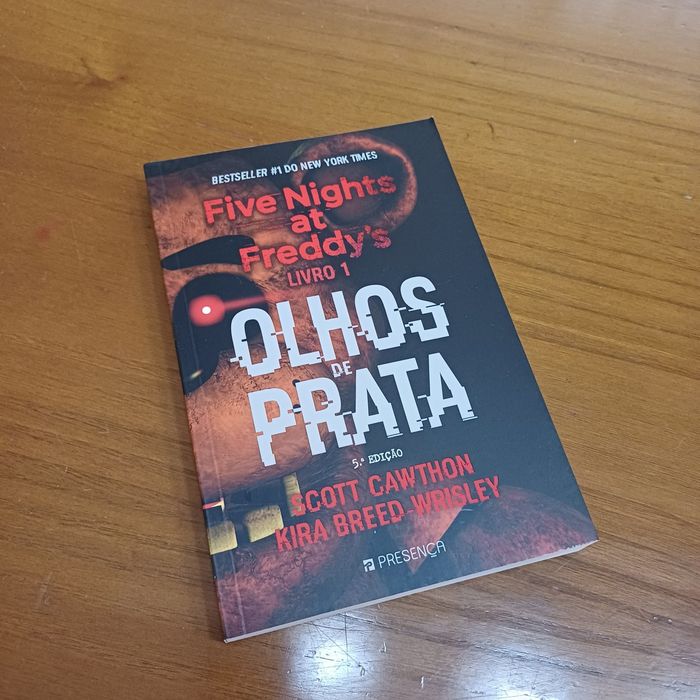 BESTSELLER #1 DO NEW YORK TIMES
Five Nights
at
Freddy's
LIVRO 1
OLHOS
DE
PRATA
5.ª EDIÇÃO
SCOTT CAWTHON
KIRA BREED-WRISLEY
PRESENÇA